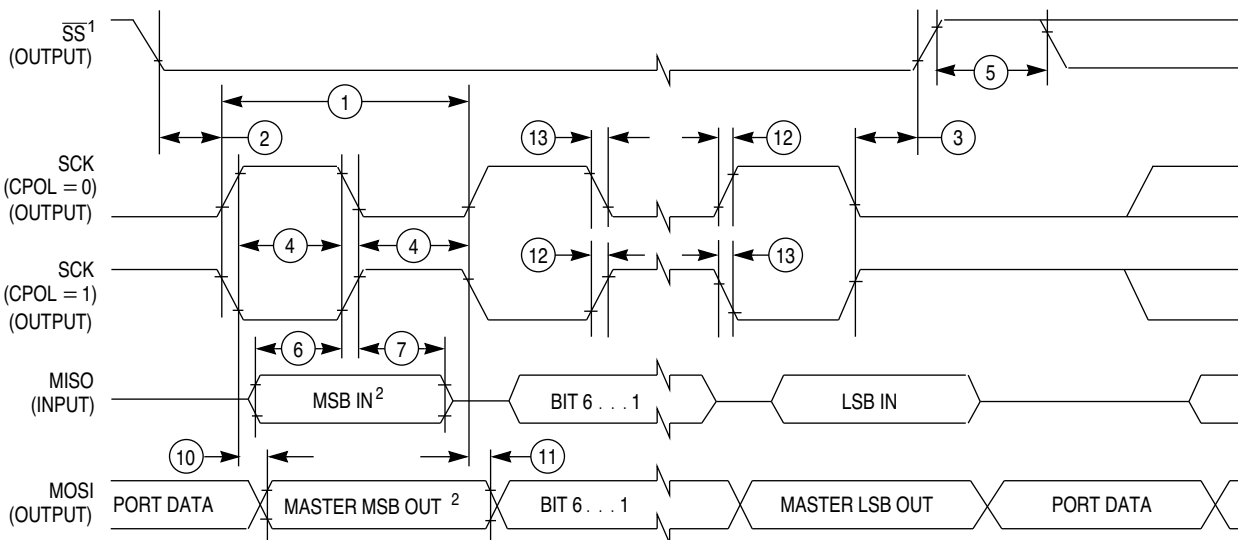 SS1
(OUTPUT)
5
1
2
13
12
3
SCK
(CPOL = 0)
(OUTPUT)
4
4
12
13
SCK
(CPOL = 1)
(OUTPUT)
6
7
MISO
(INPUT)
MSB IN2
BIT 6 . . . 1
LSB IN
10
11
MOSI
(OUTPUT)
PORT DATA
MASTER MSB OUT 2
BIT 6 . . . 1
MASTER LSB OUT
PORT DATA